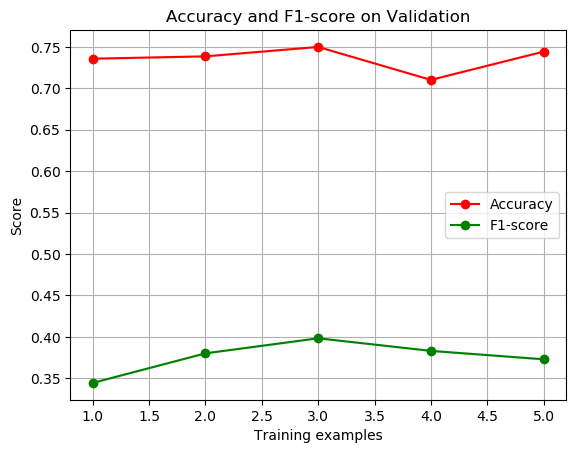 Accuracy and F1-score on Validation
0.75
0.70
0.65
0.60
0.55
0.50
0.45
0.40
0.35
Score
Accuracy
F1-score
1.0 1.5 2.0 2.5 3.0 3.5 4.0 4.5 5.0
Training examples